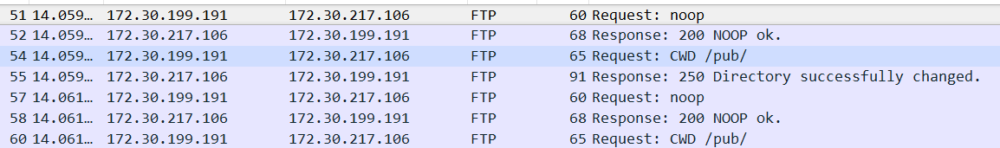 51 14.059… 172.30.199.191 172.30.217.106 FTP 60 Request: noop
52 14.059… 172.30.217.106 172.30.199.191 FTP 68 Response: 200 NOOP ok.
54 14.059… 172.30.199.191 172.30.217.106 FTP 65 Request: CWD /pub/
55 14.059… 172.30.217.106 172.30.199.191 FTP 91 Response: 250 Directory successfully changed.
57 14.061… 172.30.199.191 172.30.217.106 FTP 60 Request: noop
58 14.061… 172.30.217.106 172.30.199.191 FTP 68 Response: 200 NOOP ok.
60 14.061… 172.30.199.191 172.30.217.106 FTP 65 Request: CWD /pub/